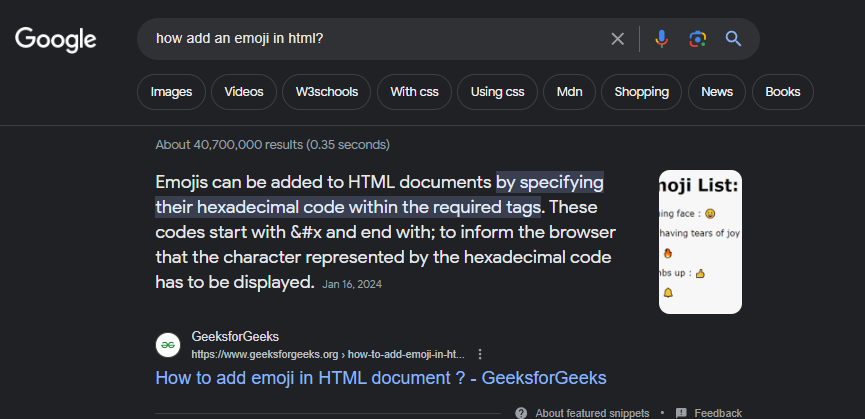 Google
how add an emoji in html?
Images Videos W3schools With css Using css Mdn Shopping News Books
About 40,700,000 results (0.35 seconds)
Emojis can be added to HTML documents by specifying
their hexadecimal code within the required tags. These
codes start with &#x and end with; to inform the browser
that the character represented by the hexadecimal code
has to be displayed. Jan 16, 2024
noji List:
ning face : 😀
having tears of joy
🔥
nbs up : 👍
🔔
GeeksforGeeks
https://www.geeksforgeeks.org › how-to-add-emoji-in-ht...
How to add emoji in HTML document ? - GeeksforGeeks
About featured snippets • Feedback